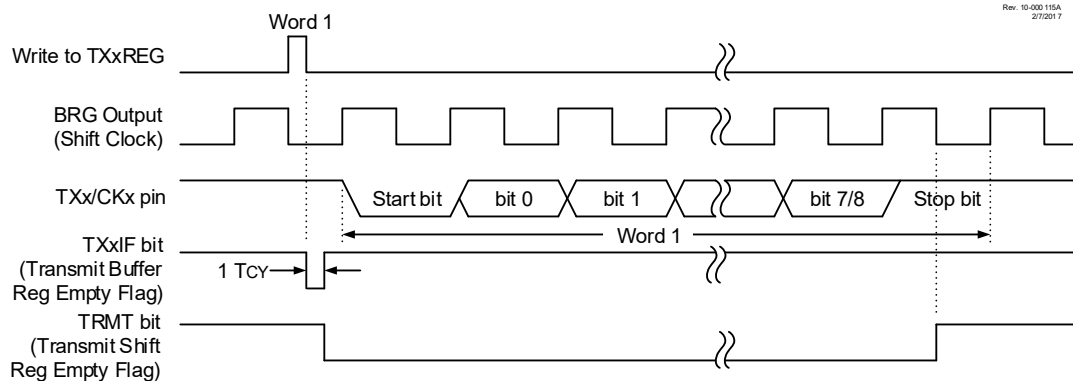 Rev. 10-000 115A
2/7/201 7
Word 1
Write to TXxREG
BRG Output
(Shift Clock)
TXx/CKx pin
Start bit
bit 0
bit 1
bit 7/8
Stop bit
Word 1
TXxIF bit
(Transmit Buffer
Reg Empty Flag)
1 TCY
TRMT bit
(Transmit Shift
Reg Empty Flag)